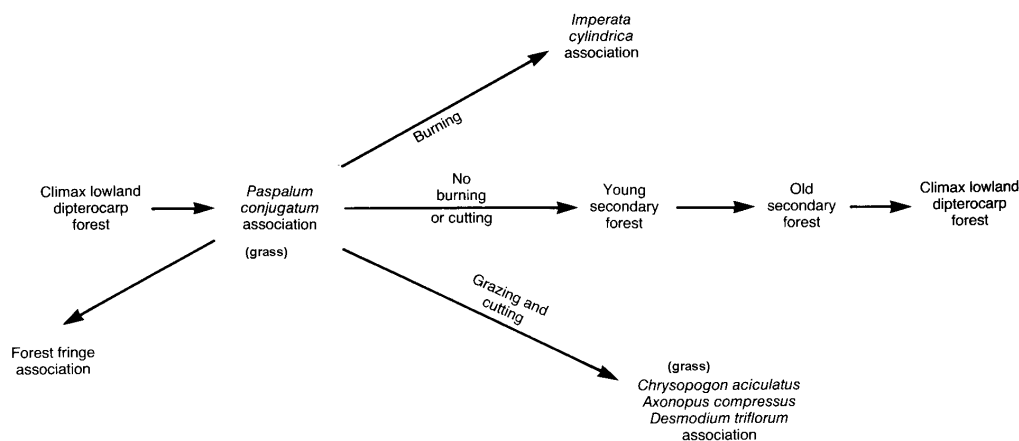 Imperata
cylindrica
association
Burning
Climax lowland
dipterocarp
forest
Paspalum
conjugatum
association
(grass)
No
burning
or cutting
Young
secondary
forest
Old
secondary
forest
Climax lowland
dipterocarp
forest
Grazing and
cutting
Forest fringe
association
(grass)
Chrysopogon aciculatus
Axonopus compressus
Desmodium triflorum
association